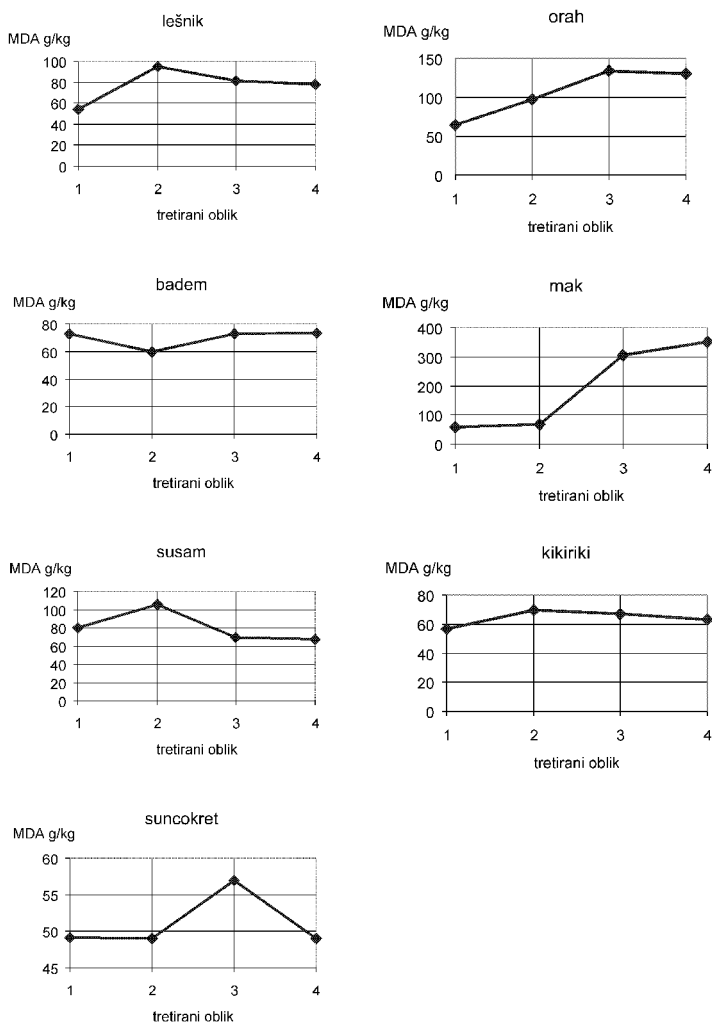 lešnik
MDA g/kg
100
80
60
40
20
0
1 2 3 4
tretirani oblik
orah
MDA g/kg
150
100
50
0
1 2 3 4
tretirani oblik
badem
MDA g/kg
80
60
40
20
0
1 2 3 4
tretirani oblik
mak
MDA g/kg
400
300
200
100
0
1 2 3 4
tretirani oblik
susam
MDA g/kg
120
100
80
60
40
20
0
1 2 3 4
tretirani oblik
kikiriki
MDA g/kg
80
60
40
20
0
1 2 3 4
tretirani oblik
suncokret
MDA g/kg
60
55
50
45
1 2 3 4
tretirani oblik